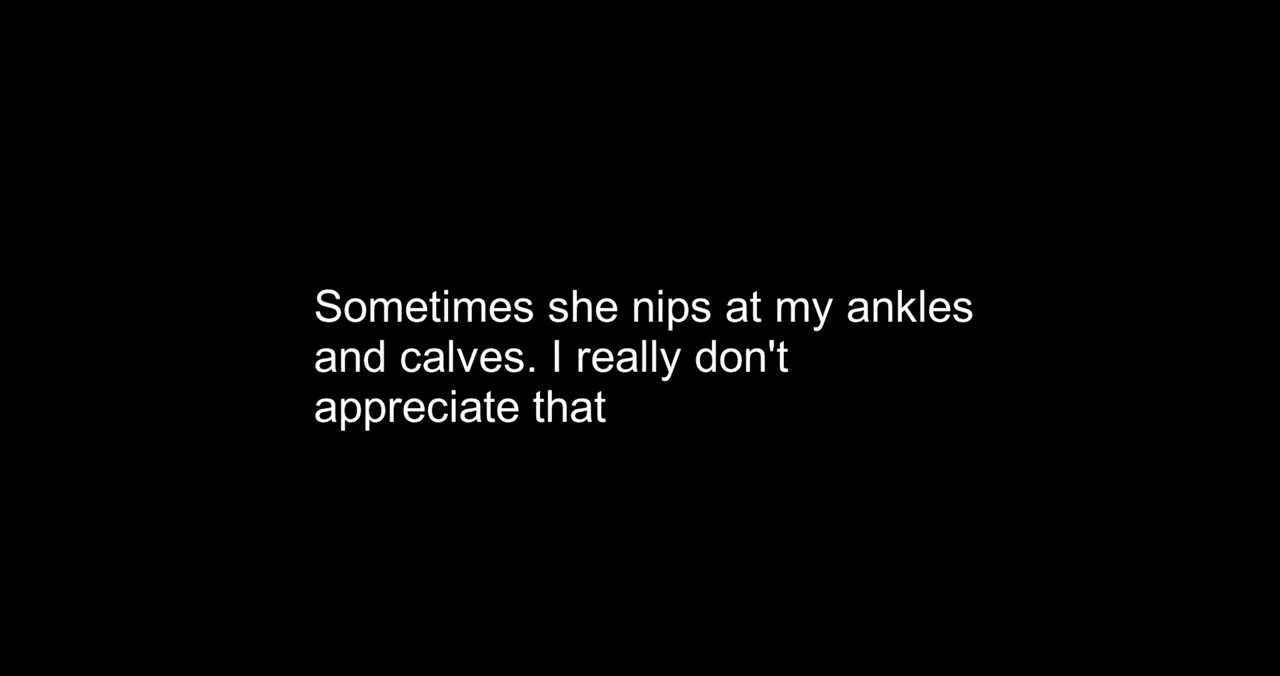 Sometimes she nips at my ankles
and calves. I really don't
appreciate that